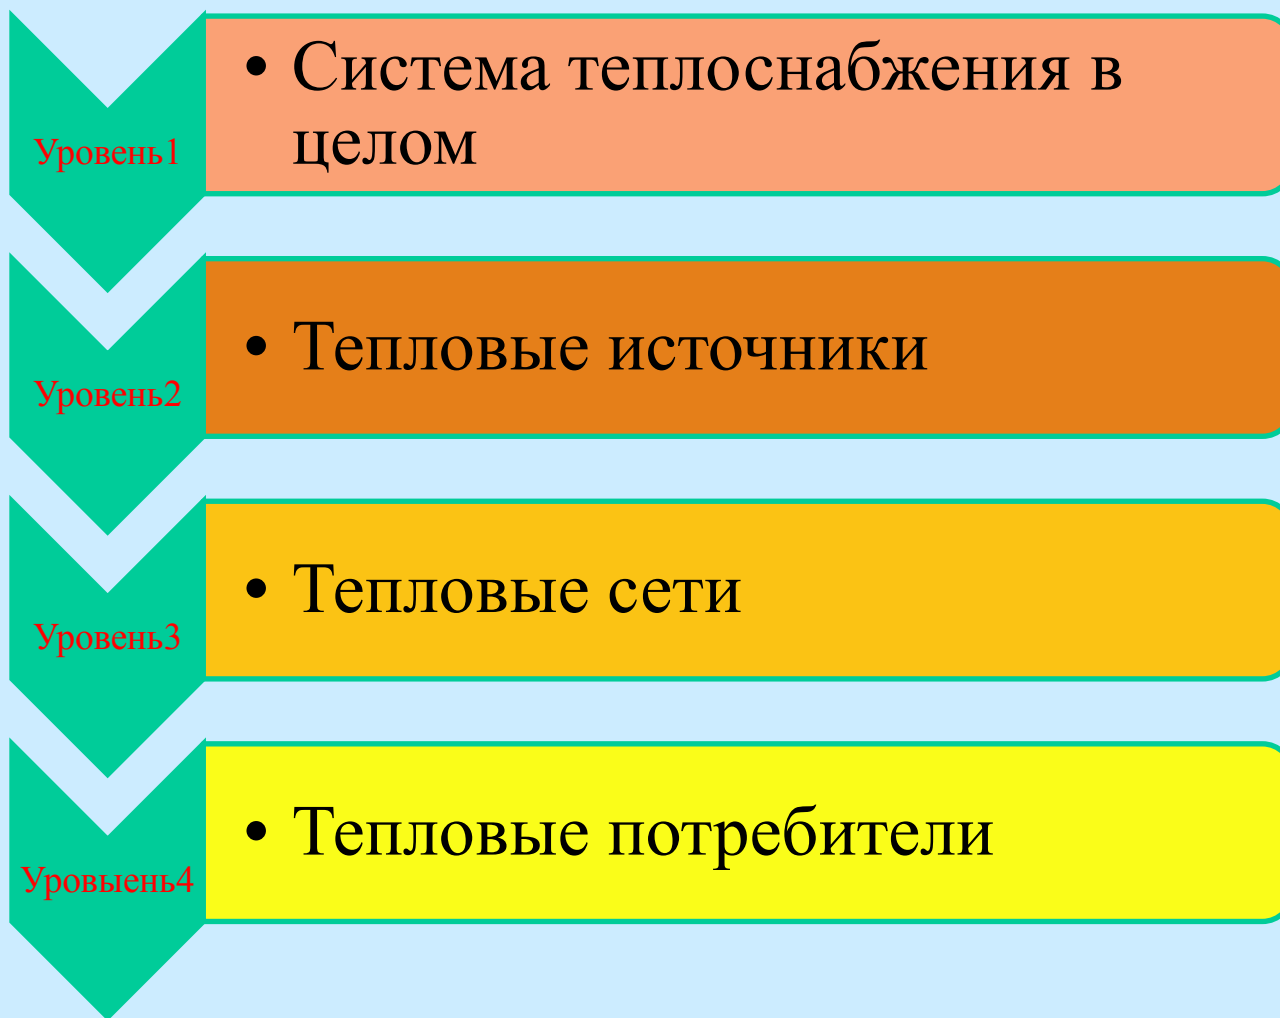 • Система теплоснабжения в
целом
Уровень1
• Тепловые источники
Уровень2
• Тепловые сети
Уровень3
• Тепловые потребители
Уровыень4